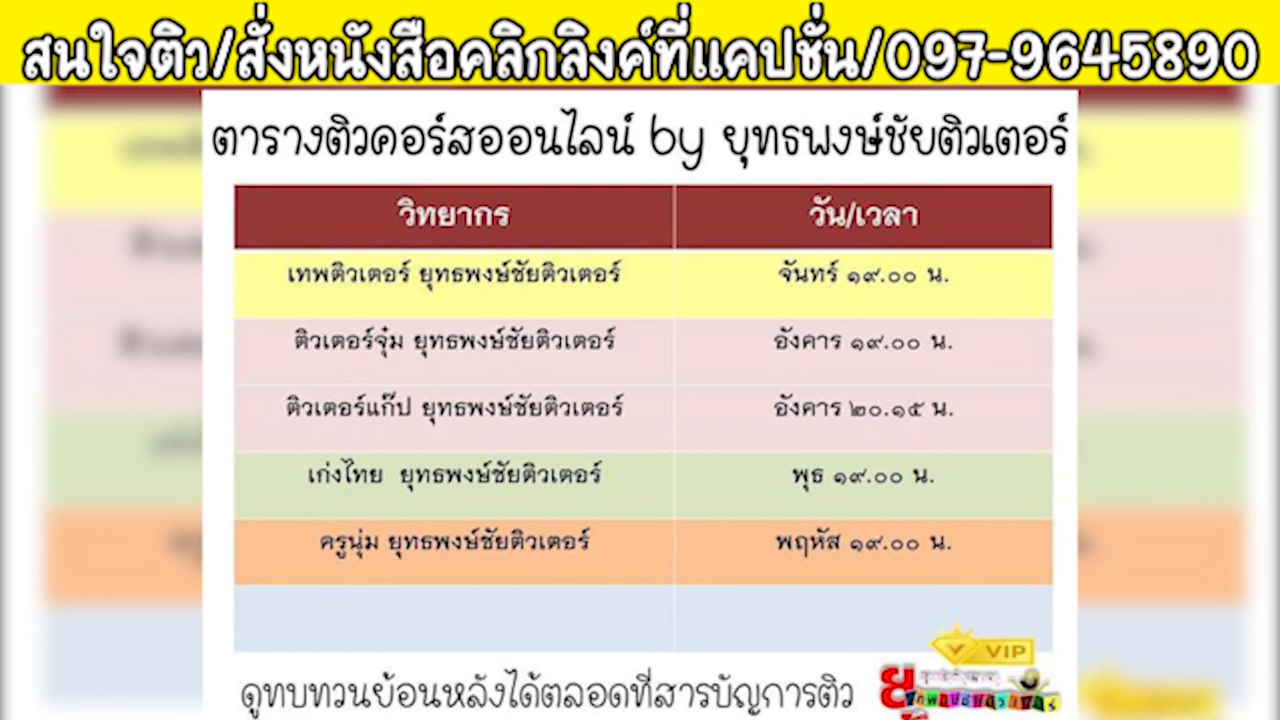 สนใจติว/สั่งหนังสือคลิกลิงค์ที่แคปชั่น/097-9645890
ตารางติวคอร์สออนไลน์ by ยุทธพงษ์ชัยติวเตอร์
วิทยากร วัน/เวลา
เทพติวเตอร์ ยุทธพงษ์ชัยติวเตอร์ จันทร์ ๑๙.๐๐ น.
ติวเตอร์จุ๋ม ยุทธพงษ์ชัยติวเตอร์ อังคาร ๑๙.๐๐ น.
ติวเตอร์แก๊ป ยุทธพงษ์ชัยติวเตอร์ อังคาร ๒๐.๑๕ น.
เก่งไทย ยุทธพงษ์ชัยติวเตอร์ พุธ ๑๙.๐๐ น.
ครูนุ่ม ยุทธพงษ์ชัยติวเตอร์ พฤหัส ๑๙.๐๐ น.
VIP
ดูทบทวนย้อนหลังได้ตลอดที่สารบัญการติว